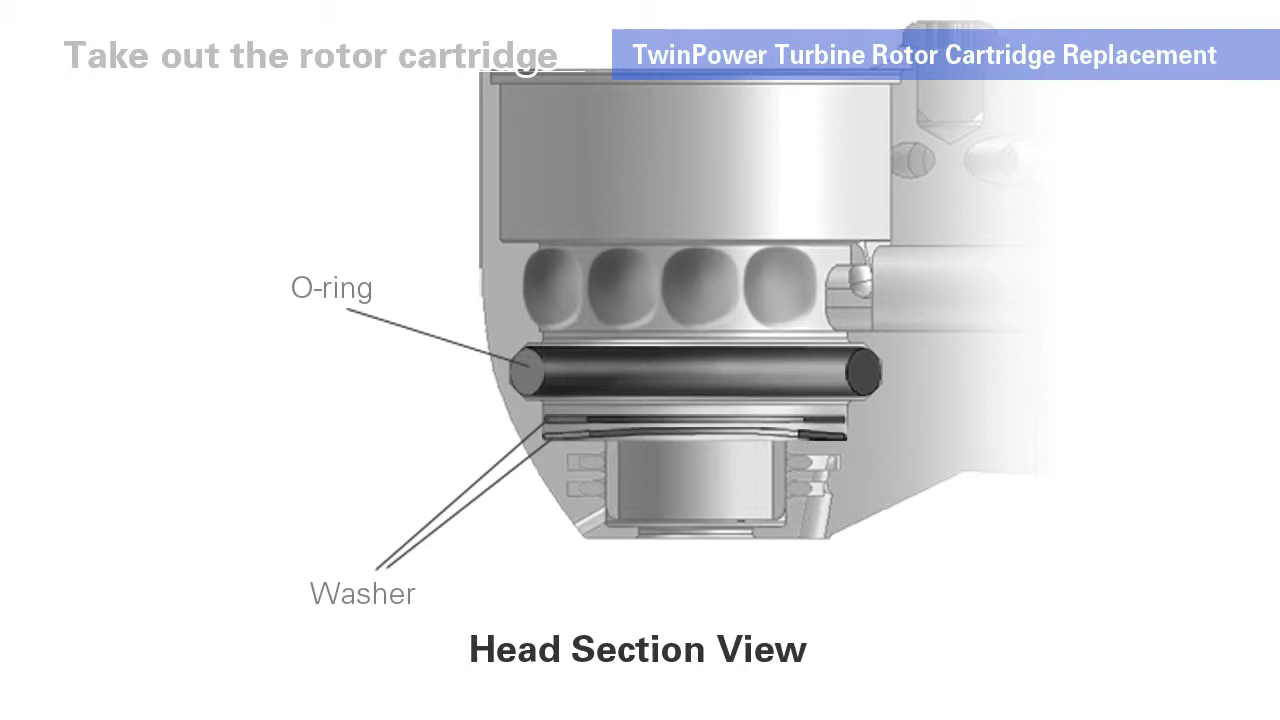 Take out the rotor cartridge
TwinPower Turbine Rotor Cartridge Replacement
O-ring
Washer
Head Section View